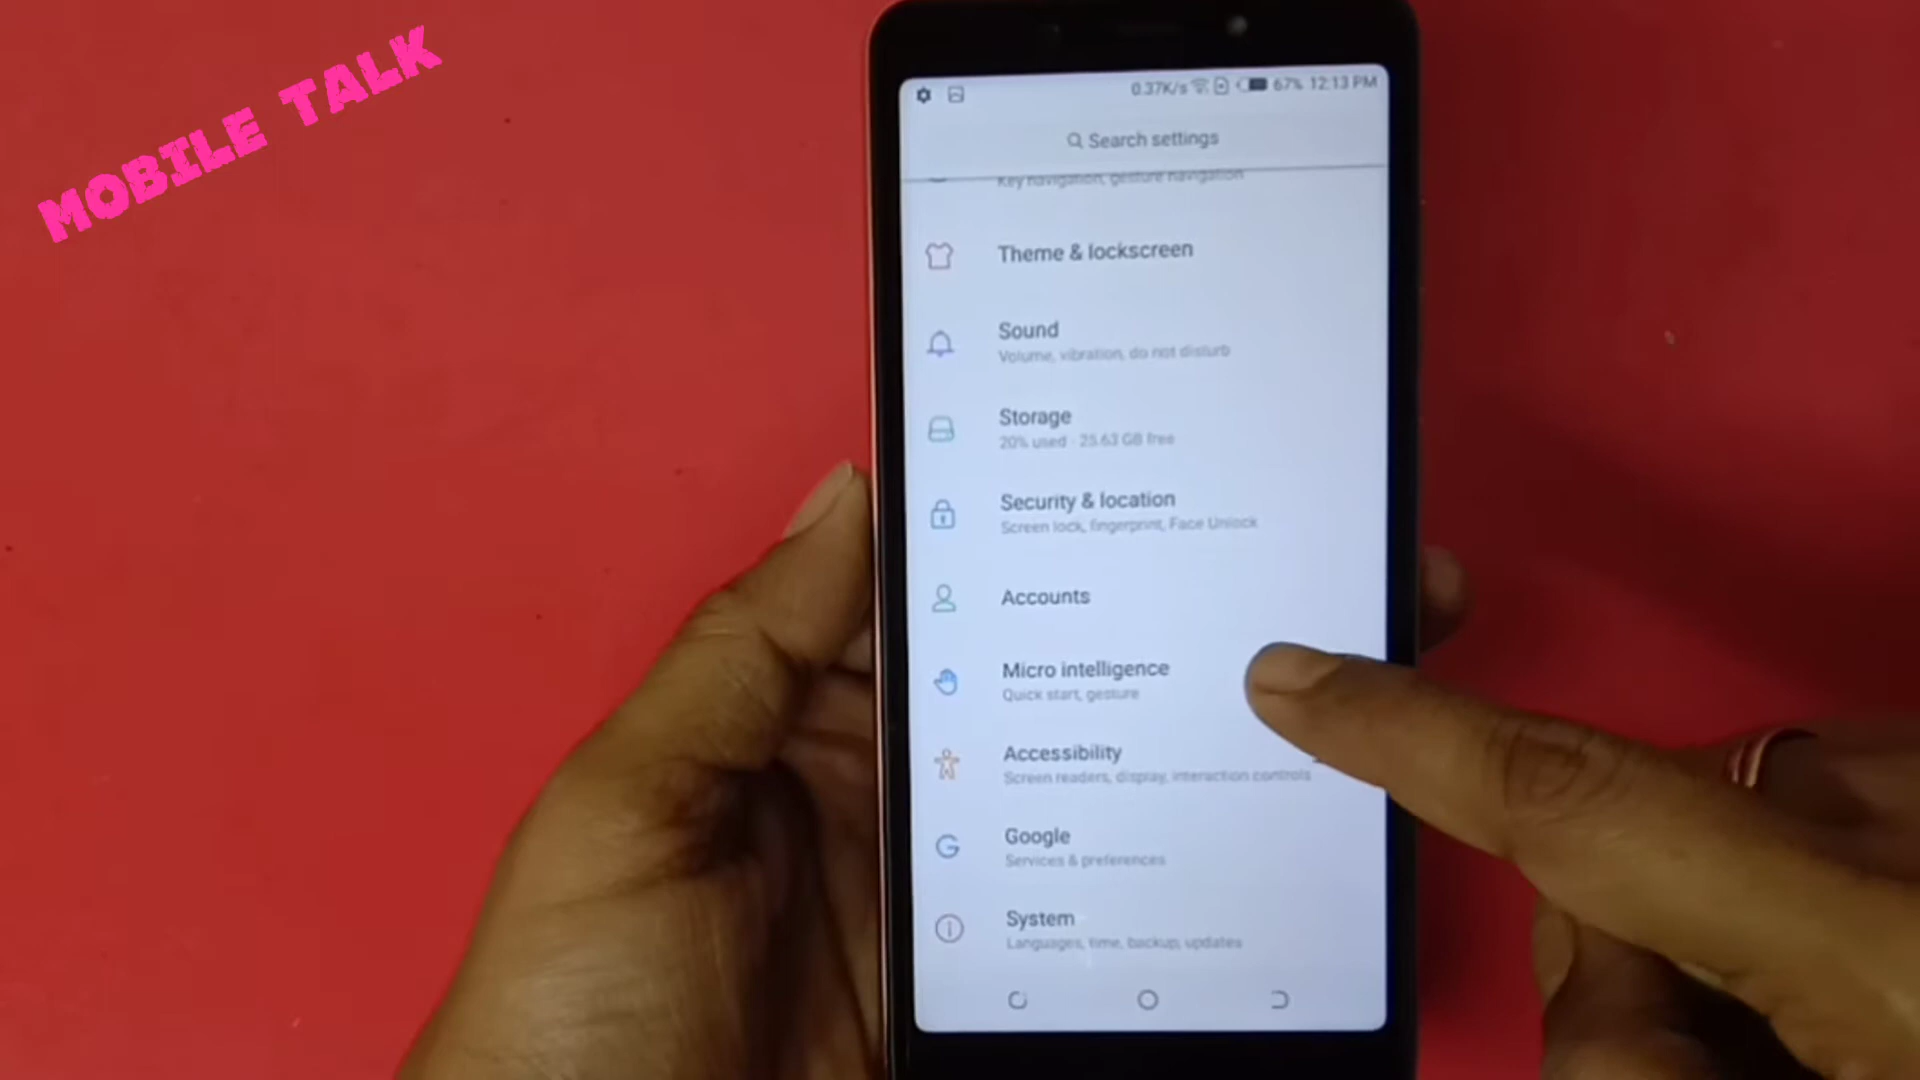 MOBILE TALK
0.37K/s 67% 12:13 PM
Search settings
Key navigation, gesture navigation
Theme & lockscreen
Sound
Volume, vibration, do not disturb
Storage
20% used · 25.63 GB free
Security & location
Screen lock, fingerprint, Face Unlock
Accounts
Micro intelligence
Quick start, gesture
Accessibility
Screen readers, display, interaction controls
Google
Services & preferences
System
Languages, time, backup, updates